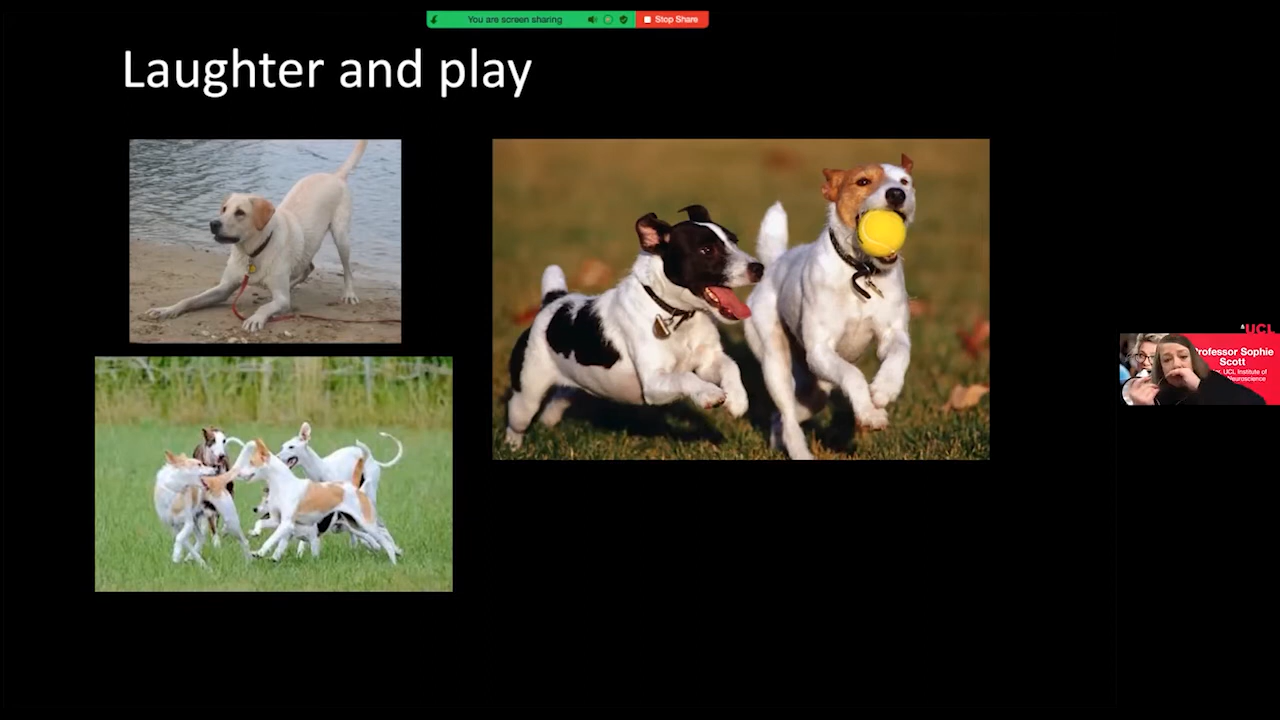 You are screen sharing
Stop Share
Laughter and play
UCL
Professor Sophie
Scott
UCL Institute of
Neuroscience